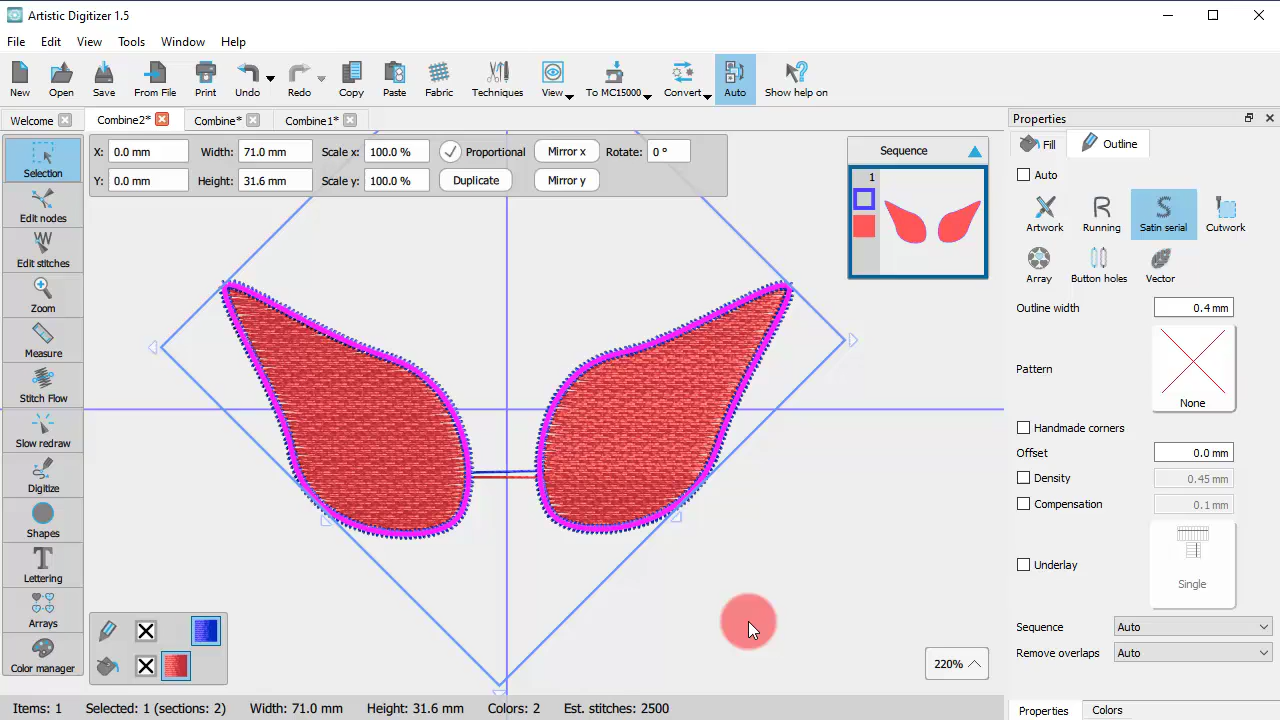 Artistic Digitizer 1.5
File Edit View Tools Window Help
New Open Save From File Print Undo Redo Copy Paste Fabric Techniques View To MC15000 Convert Auto Show help on
Welcome Combine2* Combine* Combine1*
Properties
Fill Outline
Selection
Edit nodes
Edit stitches
Zoom
Measure
Stitch Flow
Slow redraw
Digitize
Shapes
Lettering
Arrays
Color manager
X: 0.0 mm Width: 71.0 mm Scale x: 100.0 % Proportional Mirror x Rotate: 0 °
Y: 0.0 mm Height: 31.6 mm Scale y: 100.0 % Duplicate Mirror y
Sequence
1
220%
Auto
Artwork Running Satin serial Cutwork
Array Button holes Vector
Outline width 0.4 mm
Pattern
None
Handmade corners
Offset 0.0 mm
Density 0.45 mm
Compensation 0.1 mm
Underlay
Single
Sequence Auto
Remove overlaps Auto
Properties Colors
Items: 1 Selected: 1 (sections: 2) Width: 71.0 mm Height: 31.6 mm Colors: 2 Est. stitches: 2500